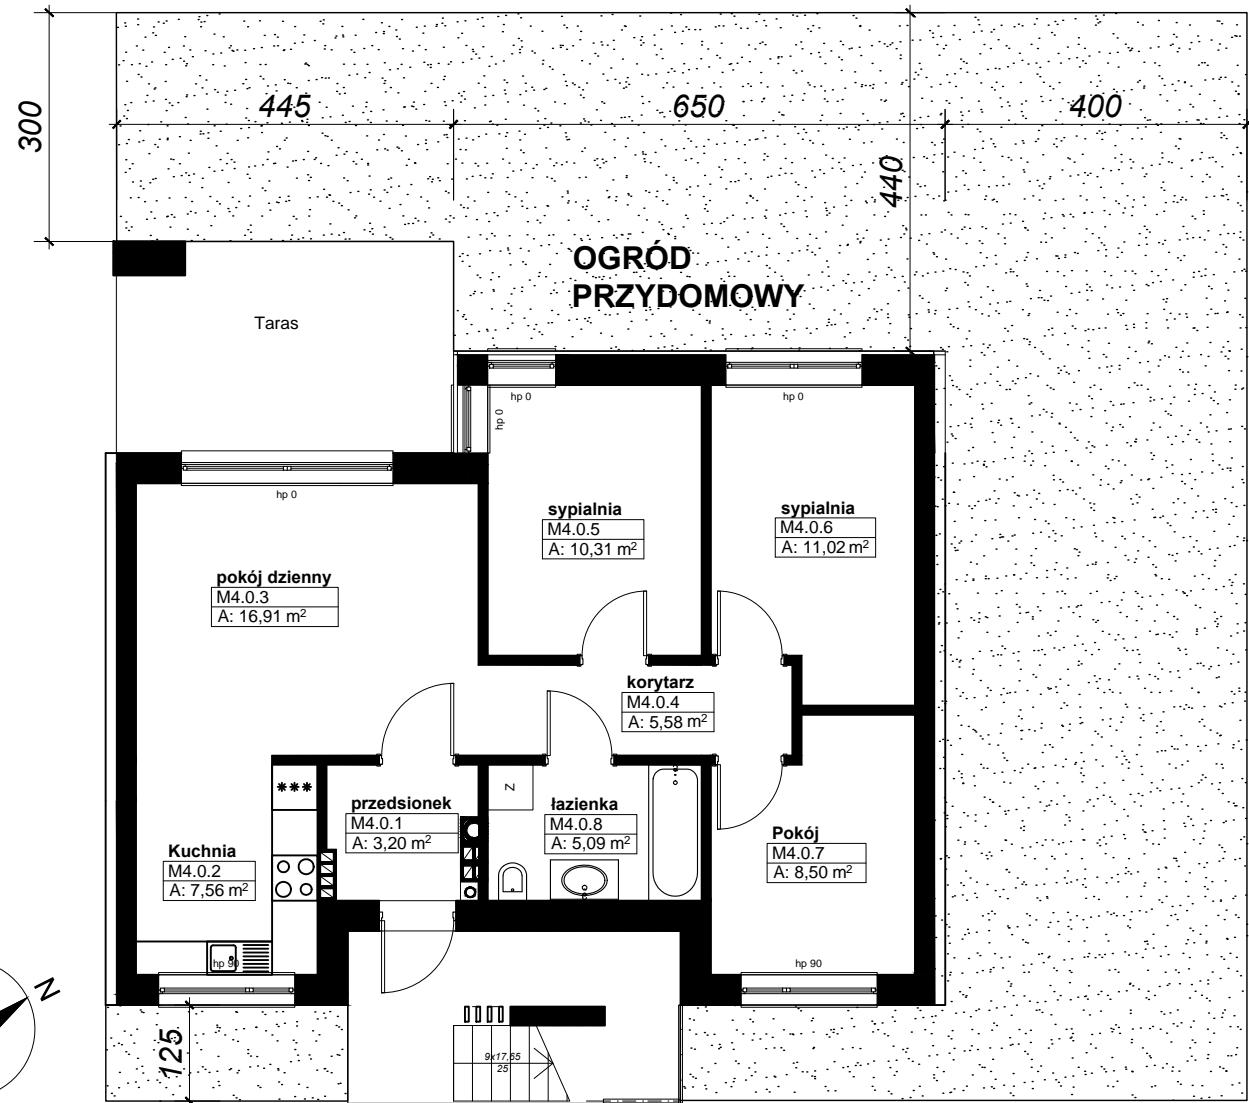 300
445
650
400
440
OGRÓD
PRZYDOMOWY
Taras
hp 0
hp 0
hp 0
hp 0
sypialnia
M4.0.5
A: 10,31 m²
sypialnia
M4.0.6
A: 11,02 m²
pokój dzienny
M4.0.3
A: 16,91 m²
korytarz
M4.0.4
A: 5,58 m²
***
Z
przedsionek
M4.0.1
A: 3,20 m²
łazienka
M4.0.8
A: 5,09 m²
Pokój
M4.0.7
A: 8,50 m²
Kuchnia
M4.0.2
A: 7,56 m²
hp 90
hp 90
N
125
9x17,65
25